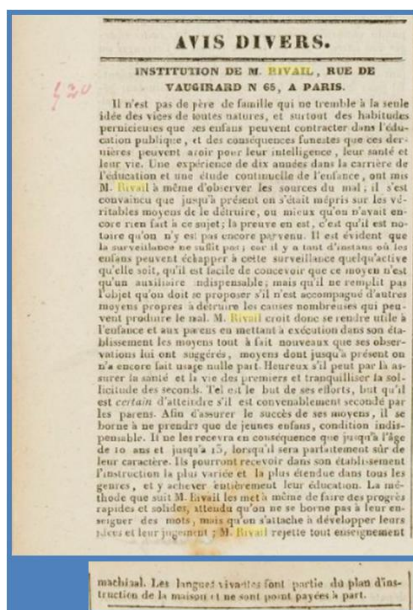 AVIS DIVERS.
INSTITUTION DE M. RIVAIL, RUE DE
VAUGIRARD N 65, A PARIS.
420
Il n'est pas de père de famille qui ne tremble à la seule
idée des vices de toutes natures, et surtout des habitudes
pernicieuses que ses enfans peuvent contracter dans l'édu-
cation publique, et des conséquences funestes que ces der-
nières peuvent avoir pour leur intelligence, leur santé et
leur vie. Une expérience de dix années dans la carrière de
l'éducation et une étude continuelle de l'enfance, ont mis
M. Rivail à même d'observer les sources du mal; il s'est
convaincu que jusqu'à présent on s'était mépris sur les vé-
ritables moyens de le détruire, ou mieux qu'on n'avait en-
core rien fait à ce sujet; la preuve en est, c'est qu'il est no-
toire qu'on n'y est pas encore parvenu. Il est évident que
la surveillance ne suffit pas; car il y a tant d'instans où les
enfans peuvent échapper à cette surveillance quelqu'active
qu'elle soit, qu'il est facile de concevoir que ce moyen n'est
qu'un auxiliaire indispensable; mais qu'il ne remplit pas
l'objet qu'on doit se proposer s'il n'est accompagné d'autres
moyens propres à détruire les causes nombreuses qui peu-
vent produire le mal. M. Rivail croit donc se rendre utile à
l'enfance et aux parens en mettant à exécution dans son éta-
blissement les moyens tout à fait nouveaux que ses obser-
vations lui ont suggérés, moyens dont jusqu'à présent on
n'a encore fait usage nulle part. Heureux s'il peut par là as-
surer la santé et la vie des premiers et tranquilliser la sol-
licitude des seconds. Tel est le but de ses efforts, but qu'il
est certain d'atteindre s'il est convenablement secondé par
les parens. Afin d'assurer le succès de ses moyens, il se
borne à ne prendre que de jeunes enfans, condition indis-
pensable. Il ne les recevra en conséquence que jusqu'à l'âge
de 10 ans et jusqu'à 15, lorsqu'il sera parfaitement sûr de
leur caractère. Ils pourront recevoir dans son établissement
l'instruction la plus variée et la plus étendue dans tous les
genres, et y achever entièrement leur éducation. La mé-
thode que suit M. Rivail les met à même de faire des progrès
rapides et solides, attendu qu'on ne se borne pas à leur en-
seigner des mots, mais qu'on s'attache à développer leurs
idées et leur jugement; M. Rivail rejette tout enseignement
machinal. Les langues vivantes font partie du plan d'ins-
truction de la maison et ne sont point payées à part.